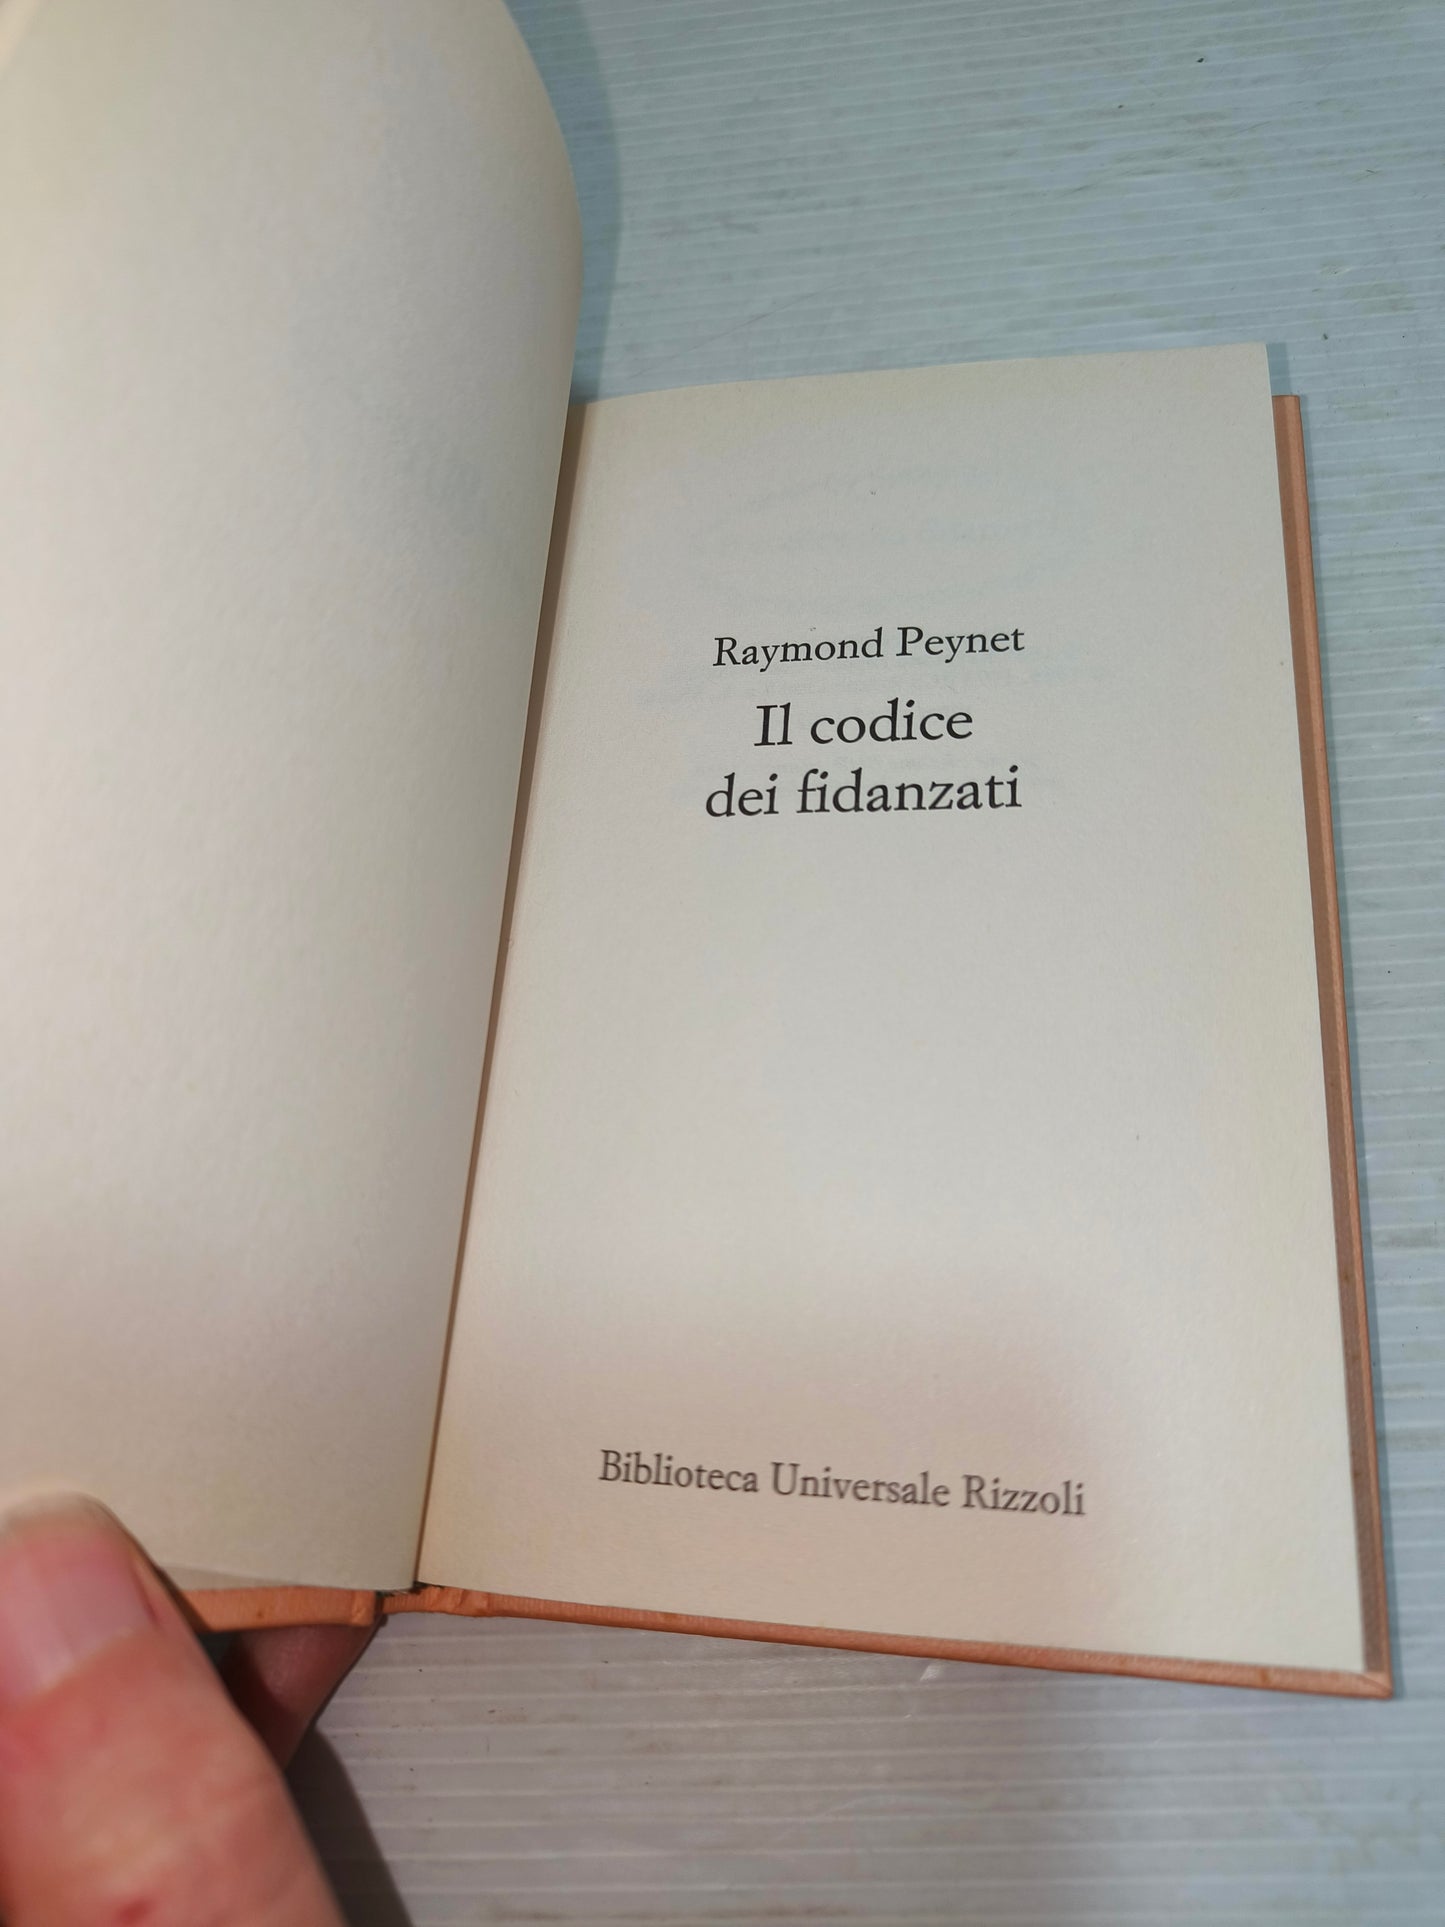 Raymond Peynet
Il codice
dei fidanzati
Biblioteca Universale Rizzoli